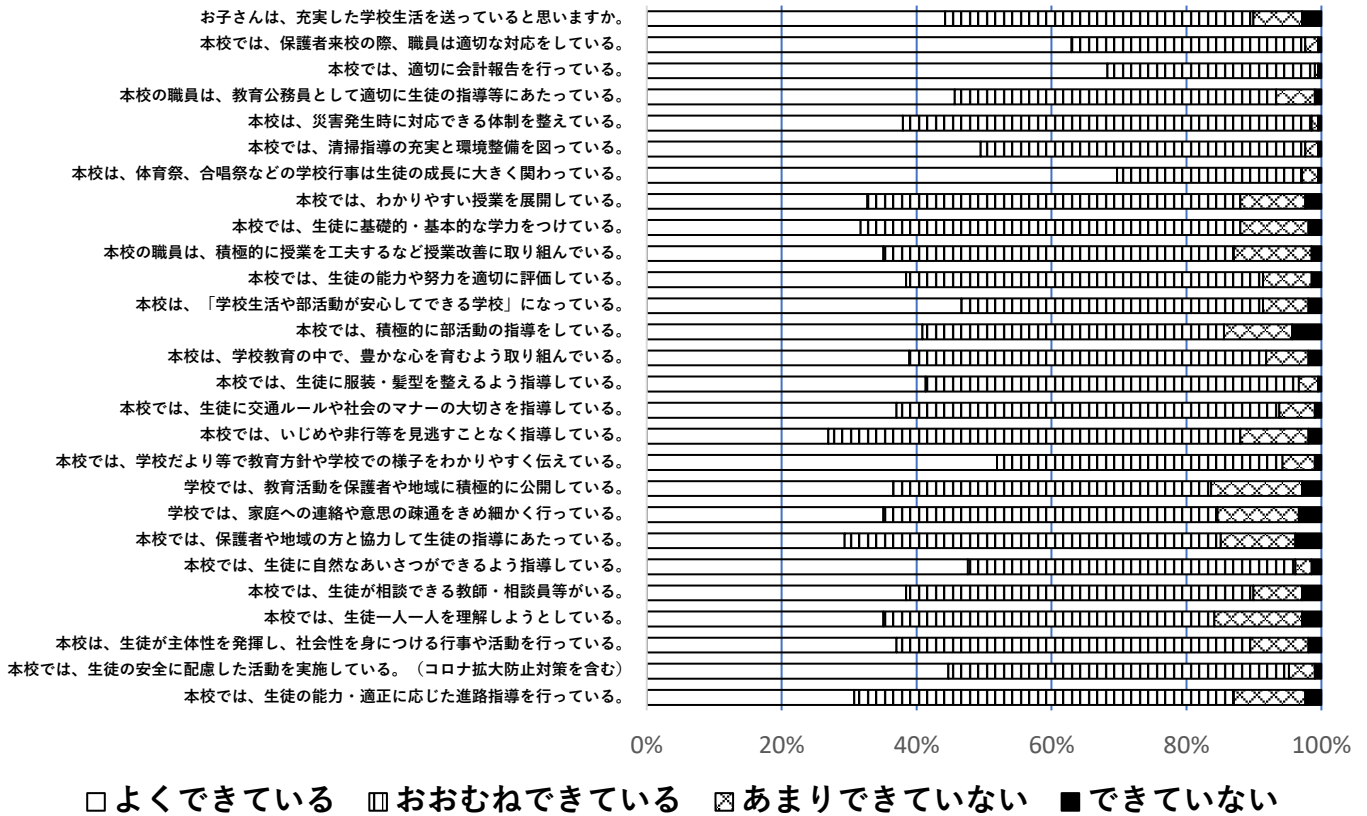 お子さんは、充実した学校生活を送っていると思いますか。
本校では、保護者来校の際、職員は適切な対応をしている。
本校では、適切に会計報告を行っている。
本校の職員は、教育公務員として適切に生徒の指導等にあたっている。
本校は、災害発生時に対応できる体制を整えている。
本校では、清掃指導の充実と環境整備を図っている。
本校は、体育祭、合唱祭などの学校行事は生徒の成長に大きく関わっている。
本校では、わかりやすい授業を展開している。
本校では、生徒に基礎的・基本的な学力をつけている。
本校の職員は、積極的に授業を工夫するなど授業改善に取り組んでいる。
本校では、生徒の能力や努力を適切に評価している。
本校は、「学校生活や部活動が安心してできる学校」になっている。
本校では、積極的に部活動の指導をしている。
本校は、学校教育の中で、豊かな心を育むよう取り組んでいる。
本校では、生徒に服装・髪型を整えるよう指導している。
本校では、生徒に交通ルールや社会のマナーの大切さを指導している。
本校では、いじめや非行等を見逃すことなく指導している。
本校では、学校だより等で教育方針や学校での様子をわかりやすく伝えている。
学校では、教育活動を保護者や地域に積極的に公開している。
学校では、家庭への連絡や意思の疎通をきめ細かく行っている。
本校では、保護者や地域の方と協力して生徒の指導にあたっている。
本校では、生徒に自然なあいさつができるよう指導している。
本校では、生徒が相談できる教師・相談員等がいる。
本校では、生徒一人一人を理解しようとしている。
本校は、生徒が主体性を発揮し、社会性を身につける行事や活動を行っている。
本校では、生徒の安全に配慮した活動を実施している。（コロナ拡大防止対策を含む）
本校では、生徒の能力・適正に応じた進路指導を行っている。
0% 20% 40% 60% 80% 100%
よくできている おおむねできている あまりできていない できていない